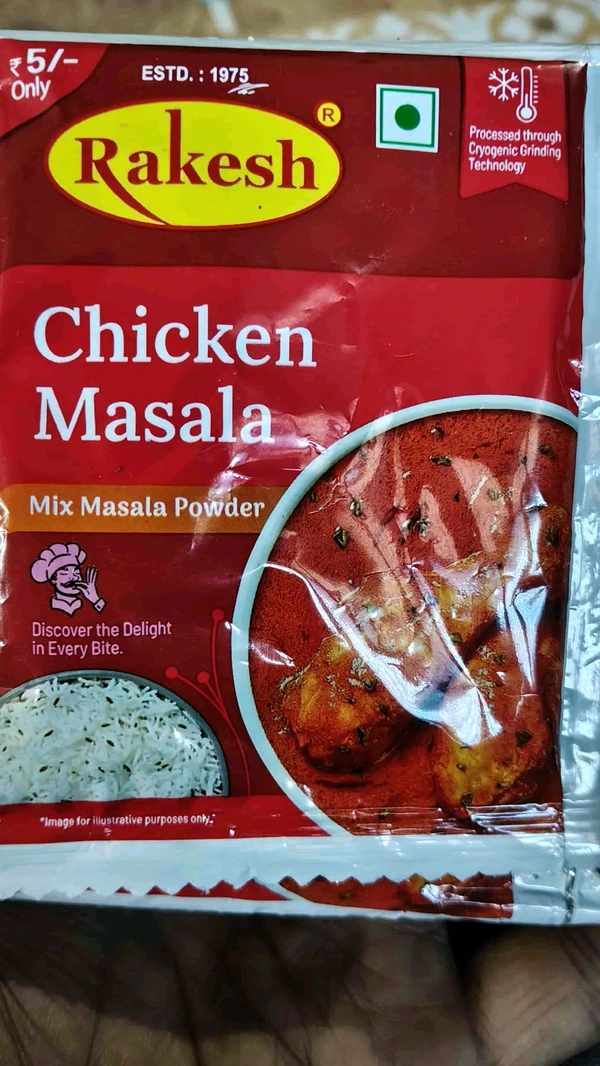 ₹ 5/-
Only
ESTD. : 1975
Rakesh
®
Processed through
Cryogenic Grinding
Technology
Chicken
Masala
Mix Masala Powder
Discover the Delight
in Every Bite.
*Image for illustrative purposes only.*